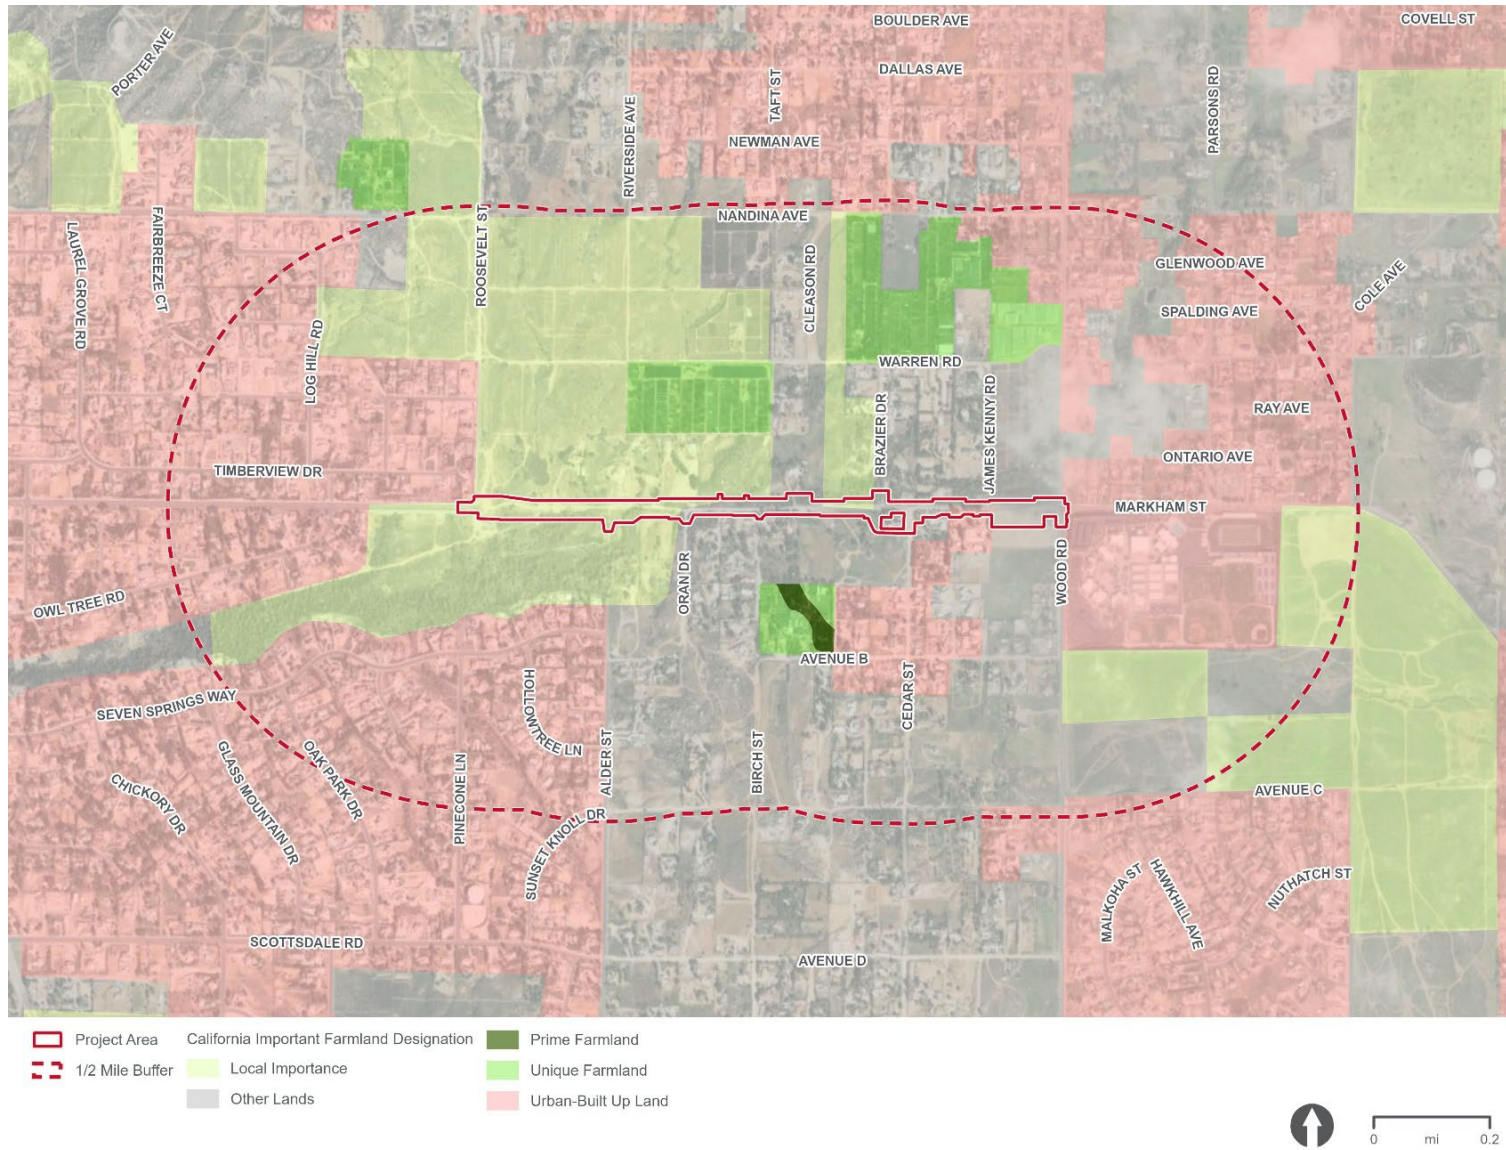 BOULDER AVE
COVELL ST
PORTER AVE
DALLAS AVE
TAFT ST
PARSONS RD
RIVERSIDE AVE
NEWMAN AVE
NANDINA AVE
LAUREL GROVE RD
FAIRBREEZE CT
ROOSEVELT ST
CLEASON RD
GLENWOOD AVE
COLE AVE
SPALDING AVE
LOG HILL RD
WARREN RD
BRAZIER DR
JAMES KENNY RD
RAY AVE
TIMBERVIEW DR
ONTARIO AVE
MARKHAM ST
OWL TREE RD
ORAN DR
WOOD RD
AVENUE B
SEVEN SPRINGS WAY
HOLLOWTREE LN
CEDAR ST
CHICKORY DR
GLASS MOUNTAIN DR
OAK PARK DR
PINECONE LN
ALDER ST
BIRCH ST
AVENUE C
SUNSET KNOLL DR
MALKOHA ST
HAWKHILL AVE
NUTHATCH ST
SCOTTSDALE RD
AVENUE D
Project Area
1/2 Mile Buffer
California Important Farmland Designation
Local Importance
Other Lands
Prime Farmland
Unique Farmland
Urban-Built Up Land
0 mi 0.2